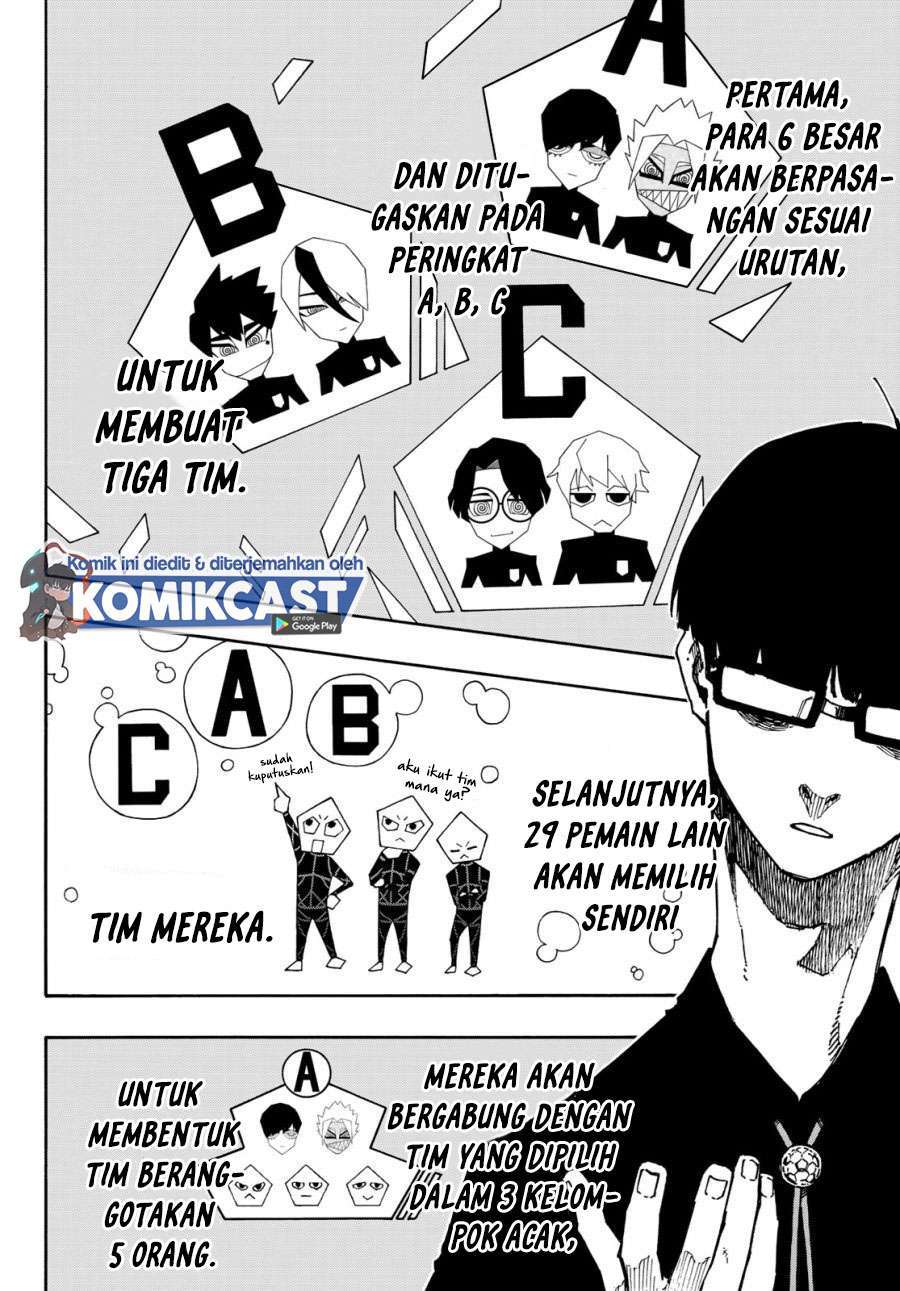 A
PERTAMA,
PARA 6 BESAR
AKAN BERPASA-
NGAN SESUAI
URUTAN,
DAN DITU-
GASKAN PADA
PERINGKAT
A, B, C
B
C
UNTUK
MEMBUAT
TIGA TIM.
Komik ini diedit & diterjemahkan oleh
KOMIKCAST
GET IT ON
Google Play
C
A
B
sudah
kuputuskan!
aku ikut tim
mana ya?
SELANJUTNYA,
29 PEMAIN LAIN
AKAN MEMILIH
SENDIRI
TIM MEREKA.
A
MEREKA AKAN
BERGABUNG DENGAN
TIM YANG DIPILIH
DALAM 3 KELOM-
POK ACAK,
UNTUK
MEMBENTUK
TIM BERANG-
GOTAKAN
5 ORANG.